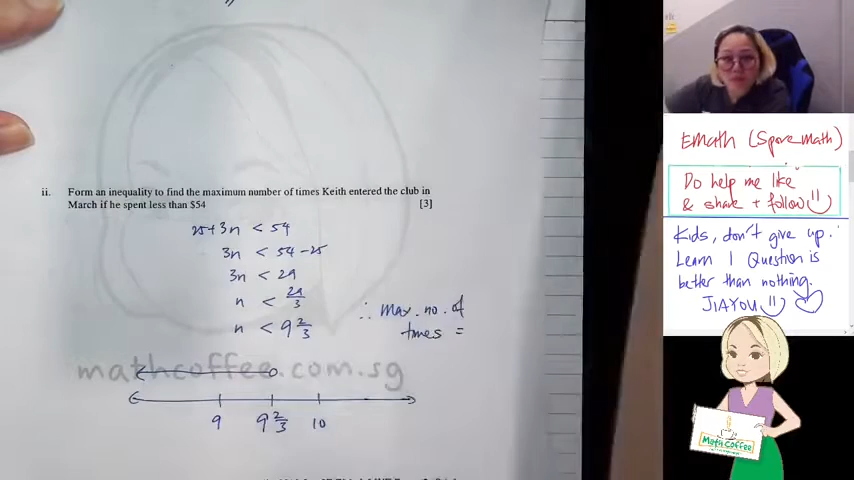 ii. Form an inequality to find the maximum number of times Keith entered the club in
March if he spent less than $54 [3]
25+3n < 54
3n < 54-25
3n < 29
n < 29/3
n < 9 2/3
∴ max. no. of
times =
mathcoffee.com.sg
9 9 2/3 10
EMath (S'pore math)
Do help me like
& share + follow
Kids, don't give up.
Learn 1 Question is
better than nothing.
JIAYOU
Math Coffee